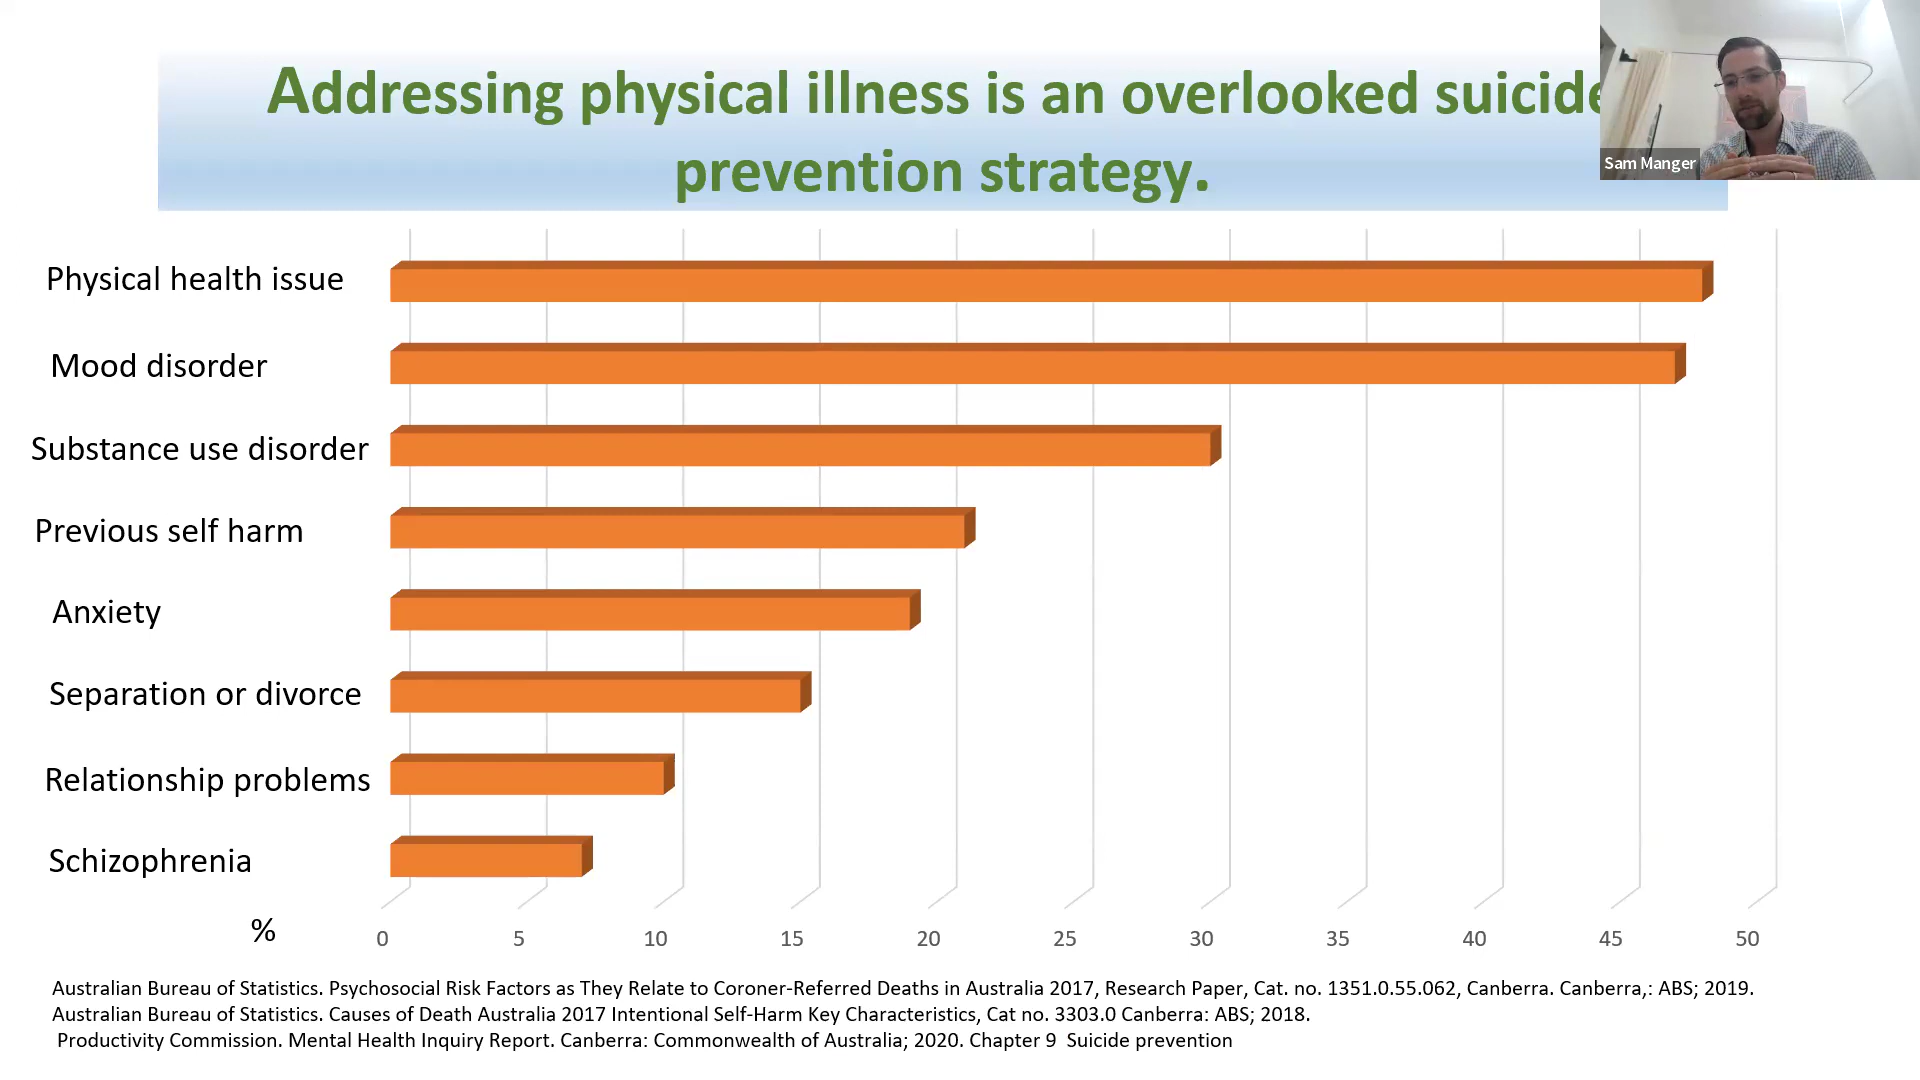 Addressing physical illness is an overlooked suicide
prevention strategy.
Sam Manger
Physical health issue
Mood disorder
Substance use disorder
Previous self harm
Anxiety
Separation or divorce
Relationship problems
Schizophrenia
% 0 5 10 15 20 25 30 35 40 45 50
Australian Bureau of Statistics. Psychosocial Risk Factors as They Relate to Coroner-Referred Deaths in Australia 2017, Research Paper, Cat. no. 1351.0.55.062, Canberra. Canberra,: ABS; 2019.
Australian Bureau of Statistics. Causes of Death Australia 2017 Intentional Self-Harm Key Characteristics, Cat no. 3303.0 Canberra: ABS; 2018.
Productivity Commission. Mental Health Inquiry Report. Canberra: Commonwealth of Australia; 2020. Chapter 9 Suicide prevention